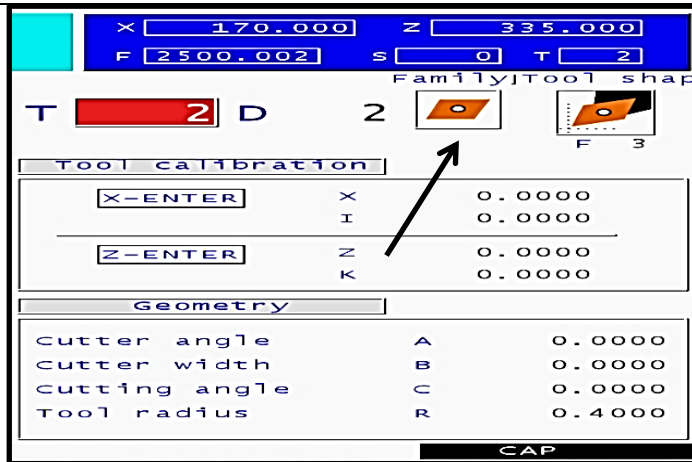 X 170.000 Z 335.000
F 2500.002 S 0 T 2
Family Tool shap
T 2 D 2
F 3
Tool calibration
X-ENTER X 0.0000
I 0.0000
Z-ENTER Z 0.0000
K 0.0000
Geometry
Cutter angle A 0.0000
Cutter width B 0.0000
Cutting angle C 0.0000
Tool radius R 0.4000
CAP